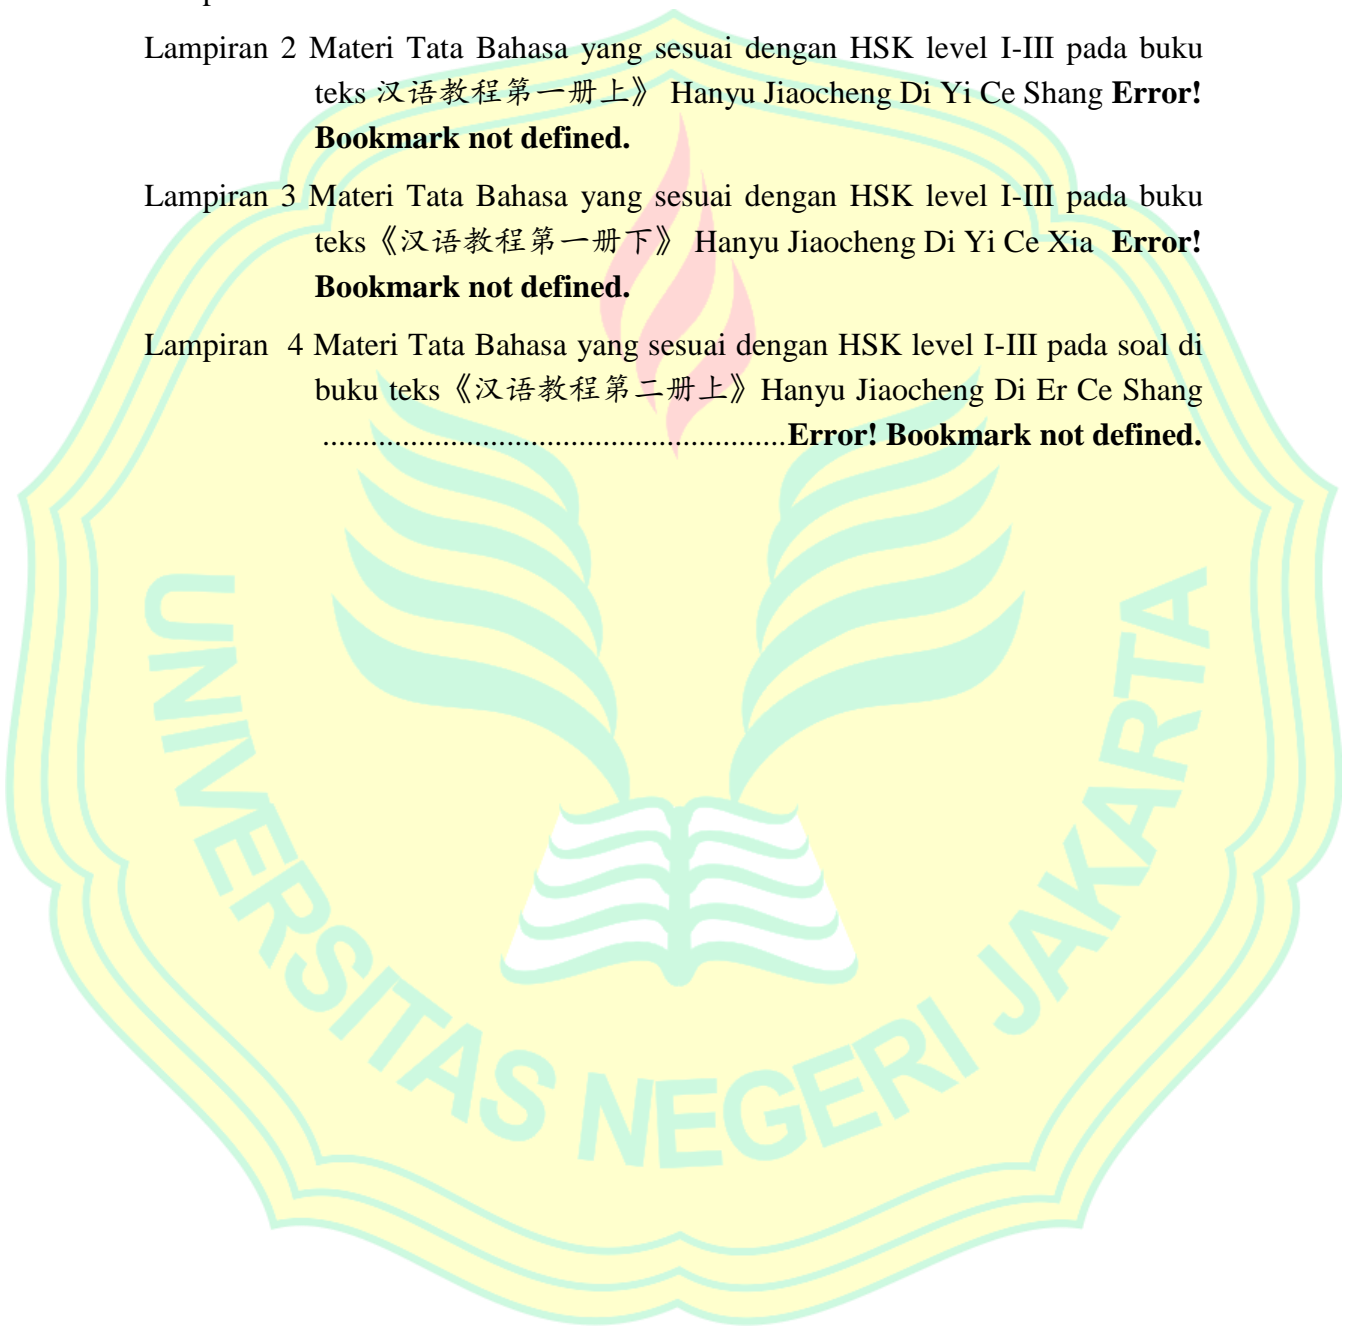 Lampiran 2 Materi Tata Bahasa yang sesuai dengan HSK level I-III pada buku
teks 汉语教程第一册上》 Hanyu Jiaocheng Di Yi Ce Shang Error!
Bookmark not defined.
Lampiran 3 Materi Tata Bahasa yang sesuai dengan HSK level I-III pada buku
teks《汉语教程第一册下》 Hanyu Jiaocheng Di Yi Ce Xia Error!
Bookmark not defined.
Lampiran 4 Materi Tata Bahasa yang sesuai dengan HSK level I-III pada soal di
buku teks《汉语教程第二册上》Hanyu Jiaocheng Di Er Ce Shang
..........................................................Error! Bookmark not defined.
UNIVERSITAS NEGERI JAKARTA